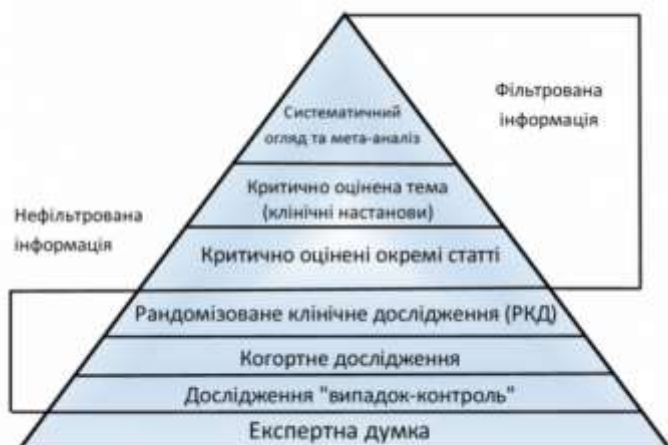 Систематичний
огляд та мета-аналіз
Фільтрована
інформація
Критично оцінена тема
(клінічні настанови)
Нефільтрована
інформація
Критично оцінені окремі статті
Рандомізоване клінічне дослідження (РКД)
Когортне дослідження
Дослідження "випадок-контроль"
Експертна думка